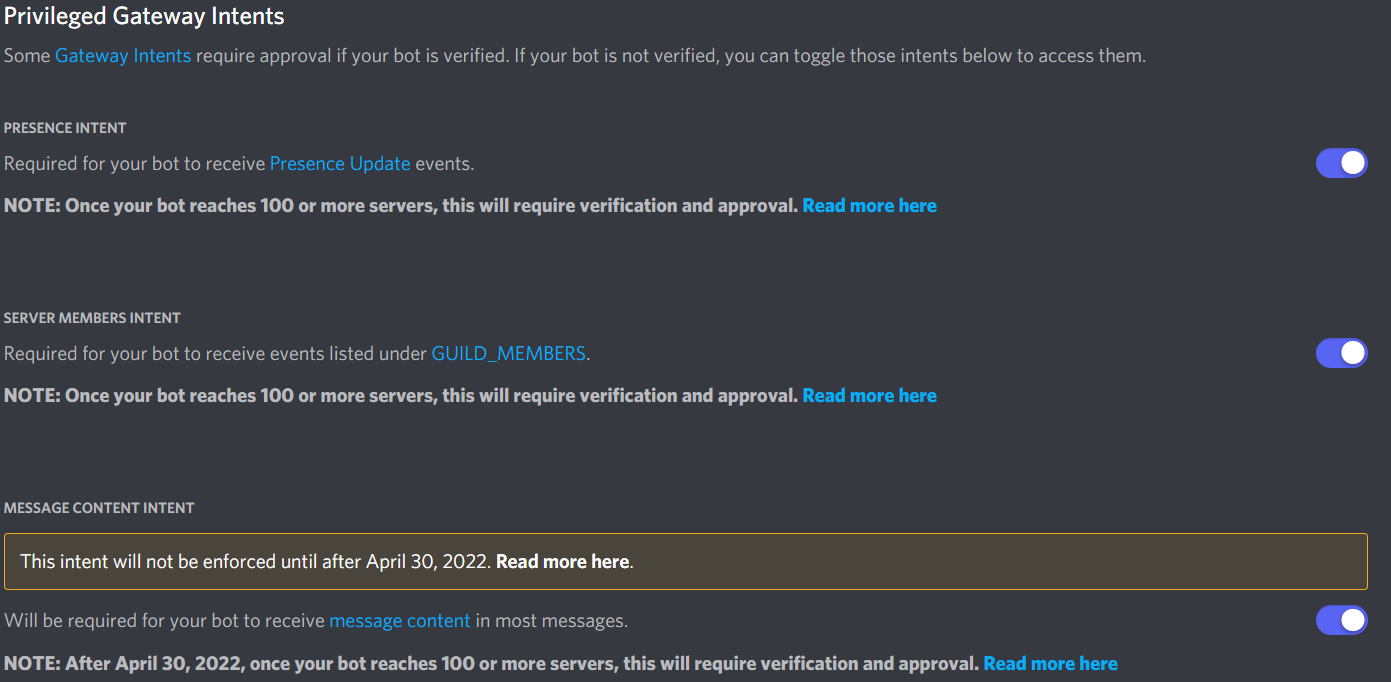 Privileged Gateway Intents
Some Gateway Intents require approval if your bot is verified. If your bot is not verified, you can toggle those intents below to access them.
PRESENCE INTENT
Required for your bot to receive Presence Update events.
NOTE: Once your bot reaches 100 or more servers, this will require verification and approval. Read more here
SERVER MEMBERS INTENT
Required for your bot to receive events listed under GUILD_MEMBERS.
NOTE: Once your bot reaches 100 or more servers, this will require verification and approval. Read more here
MESSAGE CONTENT INTENT
This intent will not be enforced until after April 30, 2022. Read more here.
Will be required for your bot to receive message content in most messages.
NOTE: After April 30, 2022, once your bot reaches 100 or more servers, this will require verification and approval. Read more here